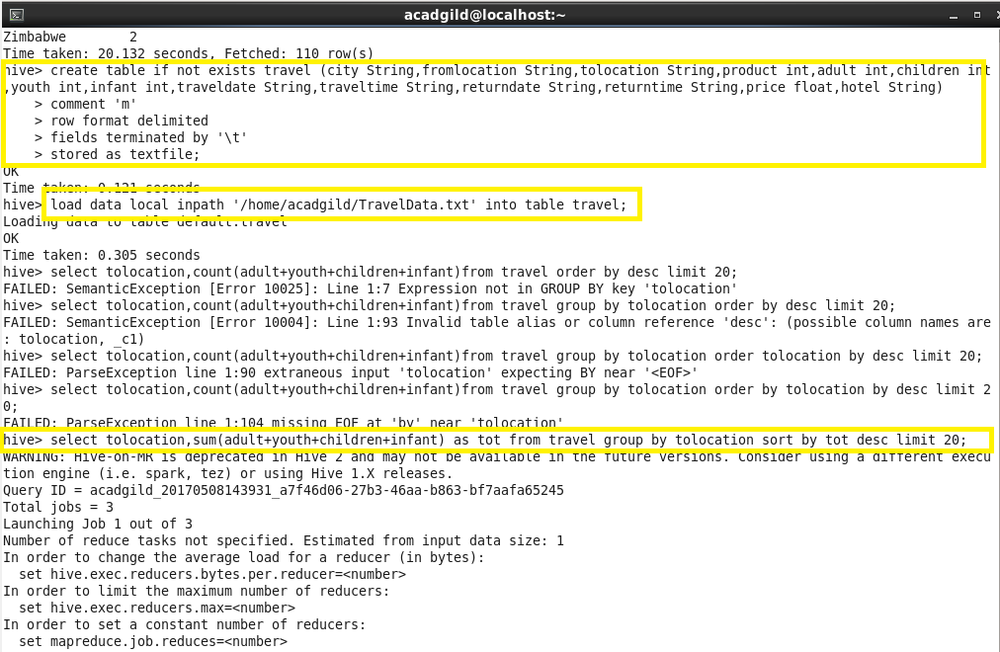 acadgild@localhost:~
Zimbabwe        2
Time taken: 20.132 seconds, Fetched: 110 row(s)
hive> create table if not exists travel (city String,fromlocation String,tolocation String,product int,adult int,children int
,youth int,infant int,traveldate String,traveltime String,returndate String,returntime String,price float,hotel String)
    > comment 'm'
    > row format delimited
    > fields terminated by '\t'
    > stored as textfile;
OK
Time taken: 0.121 seconds
hive> load data local inpath '/home/acadgild/TravelData.txt' into table travel;
Loading data to table default.travel
OK
Time taken: 0.305 seconds
hive> select tolocation,count(adult+youth+children+infant)from travel order by desc limit 20;
FAILED: SemanticException [Error 10025]: Line 1:7 Expression not in GROUP BY key 'tolocation'
hive> select tolocation,count(adult+youth+children+infant)from travel group by tolocation order by desc limit 20;
FAILED: SemanticException [Error 10004]: Line 1:93 Invalid table alias or column reference 'desc': (possible column names are
: tolocation, _c1)
hive> select tolocation,count(adult+youth+children+infant)from travel group by tolocation order tolocation by desc limit 20;
FAILED: ParseException line 1:90 extraneous input 'tolocation' expecting BY near '<EOF>'
hive> select tolocation,count(adult+youth+children+infant)from travel group by tolocation order by tolocation by desc limit 2
0;
FAILED: ParseException line 1:104 missing EOF at 'by' near 'tolocation'
hive> select tolocation,sum(adult+youth+children+infant) as tot from travel group by tolocation sort by tot desc limit 20;
WARNING: Hive-on-MR is deprecated in Hive 2 and may not be available in the future versions. Consider using a different execu
tion engine (i.e. spark, tez) or using Hive 1.X releases.
Query ID = acadgild_20170508143931_a7f46d06-27b3-46aa-b863-bf7aafa65245
Total jobs = 3
Launching Job 1 out of 3
Number of reduce tasks not specified. Estimated from input data size: 1
In order to change the average load for a reducer (in bytes):
  set hive.exec.reducers.bytes.per.reducer=<number>
In order to limit the maximum number of reducers:
  set hive.exec.reducers.max=<number>
In order to set a constant number of reducers:
  set mapreduce.job.reduces=<number>